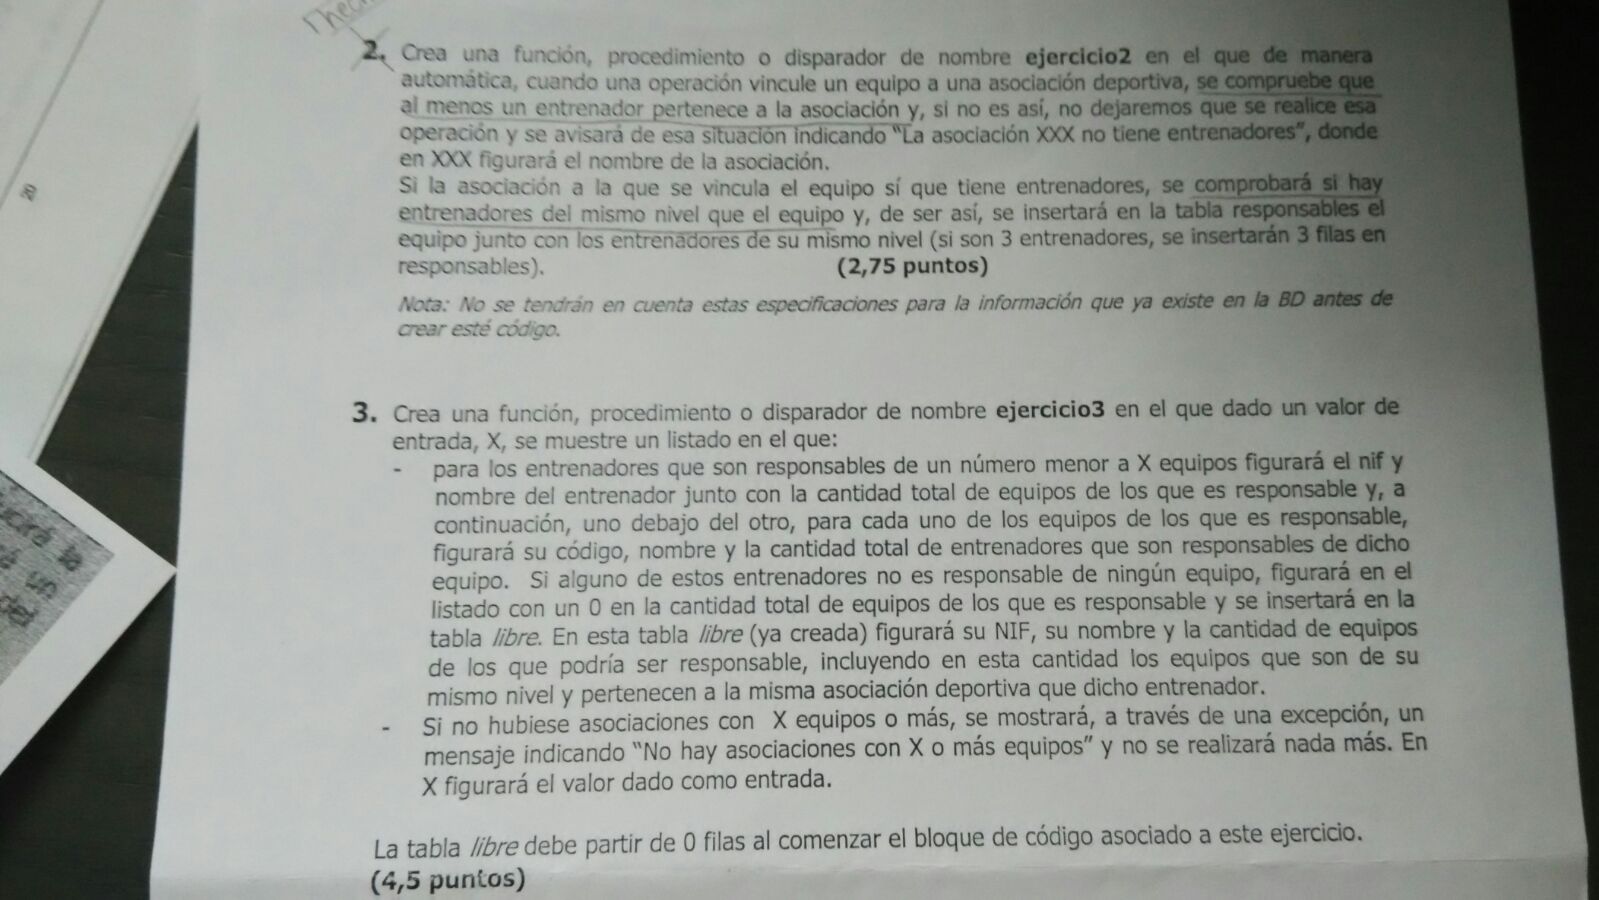 2. Crea una función, procedimiento o disparador de nombre ejercicio2 en el que de manera
automática, cuando una operación vincule un equipo a una asociación deportiva, se compruebe que
al menos un entrenador pertenece a la asociación y, si no es así, no dejaremos que se realice esa
operación y se avisará de esa situación indicando "La asociación XXX no tiene entrenadores", donde
en XXX figurará el nombre de la asociación.
Si la asociación a la que se vincula el equipo sí que tiene entrenadores, se comprobará si hay
entrenadores del mismo nivel que el equipo y, de ser así, se insertará en la tabla responsables el
equipo junto con los entrenadores de su mismo nivel (si son 3 entrenadores, se insertarán 3 filas en
responsables). (2,75 puntos)
Nota: No se tendrán en cuenta estas especificaciones para la información que ya existe en la BD antes de
crear esté código.
3. Crea una función, procedimiento o disparador de nombre ejercicio3 en el que dado un valor de
entrada, X, se muestre un listado en el que:
- para los entrenadores que son responsables de un número menor a X equipos figurará el nif y
nombre del entrenador junto con la cantidad total de equipos de los que es responsable y, a
continuación, uno debajo del otro, para cada uno de los equipos de los que es responsable,
figurará su código, nombre y la cantidad total de entrenadores que son responsables de dicho
equipo. Si alguno de estos entrenadores no es responsable de ningún equipo, figurará en el
listado con un 0 en la cantidad total de equipos de los que es responsable y se insertará en la
tabla libre. En esta tabla libre (ya creada) figurará su NIF, su nombre y la cantidad de equipos
de los que podría ser responsable, incluyendo en esta cantidad los equipos que son de su
mismo nivel y pertenecen a la misma asociación deportiva que dicho entrenador.
- Si no hubiese asociaciones con X equipos o más, se mostrará, a través de una excepción, un
mensaje indicando "No hay asociaciones con X o más equipos" y no se realizará nada más. En
X figurará el valor dado como entrada.
La tabla libre debe partir de 0 filas al comenzar el bloque de código asociado a este ejercicio.
(4,5 puntos)